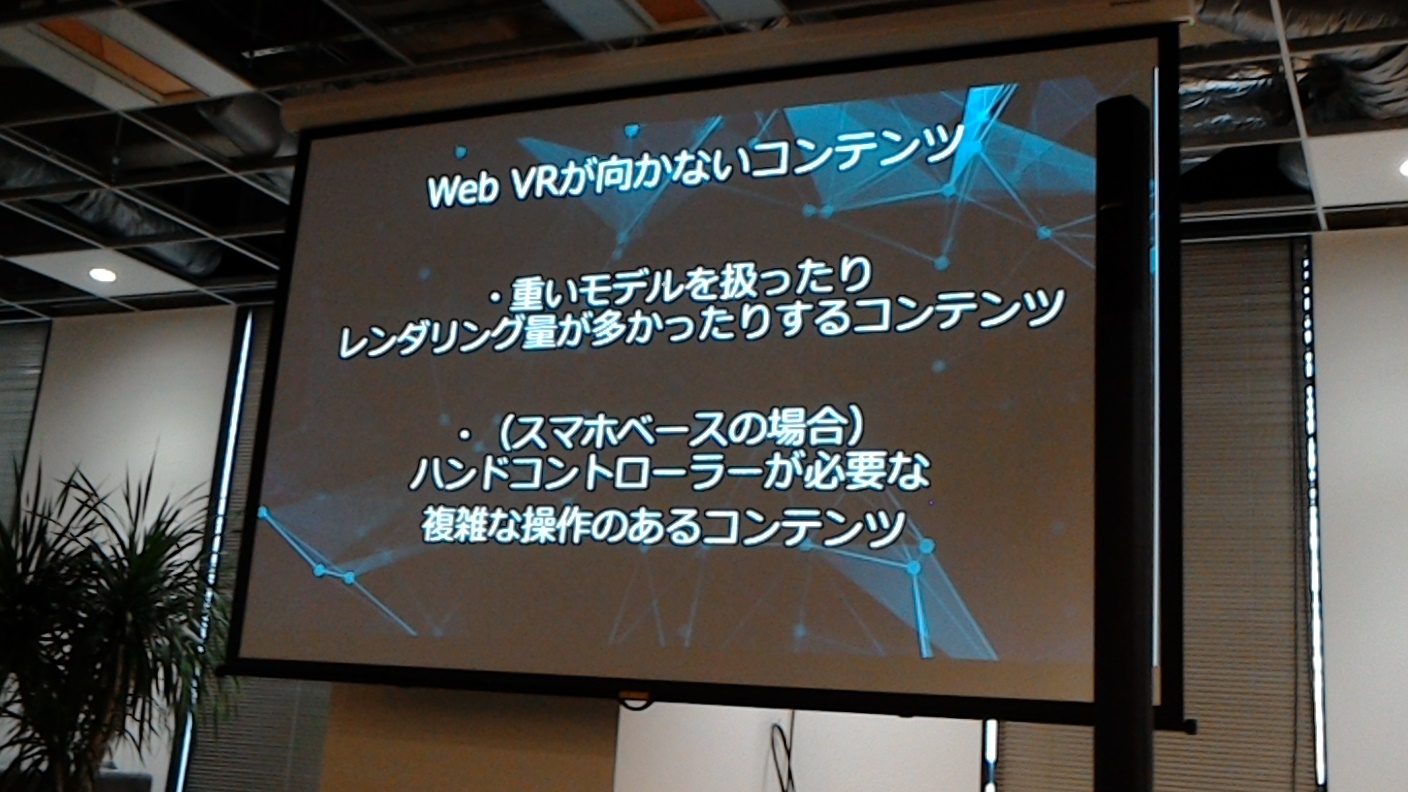 Web VRが向かないコンテンツ
・重いモデルを扱ったり
レンダリング量が多かったりするコンテンツ
・（スマホベースの場合）
ハンドコントローラーが必要な
複雑な操作のあるコンテンツ